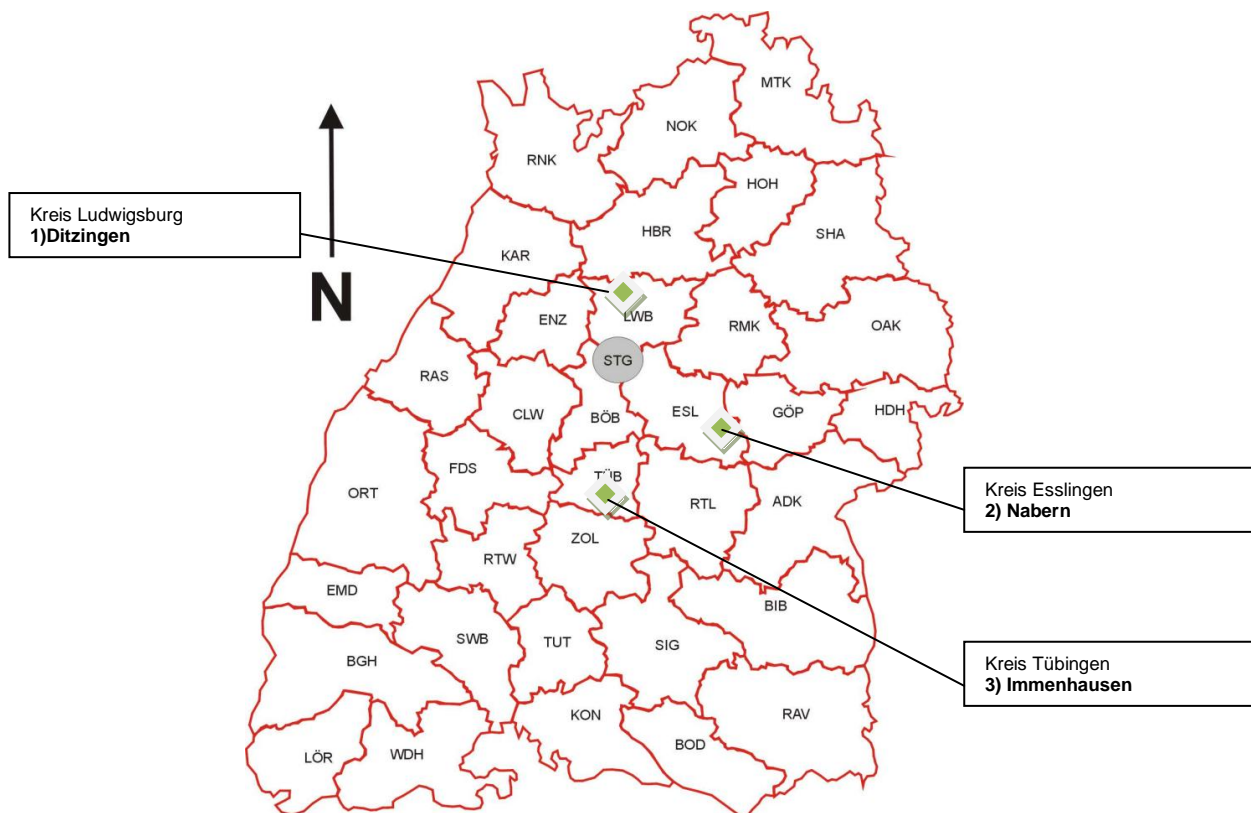 MTK
NOK
RNK
HOH
Kreis Ludwigsburg
1)Ditzingen
HBR
SHA
KAR
N
ENZ
LWB
RMK
OAK
STG
RAS
CLW
BÖB
ESL
GÖP
HDH
FDS
TÜB
ORT
RTL
ADK
Kreis Esslingen
2) Nabern
ZOL
RTW
EMD
BIB
SWB
TUT
SIG
BGH
Kreis Tübingen
3) Immenhausen
KON
RAV
BOD
LÖR
WDH